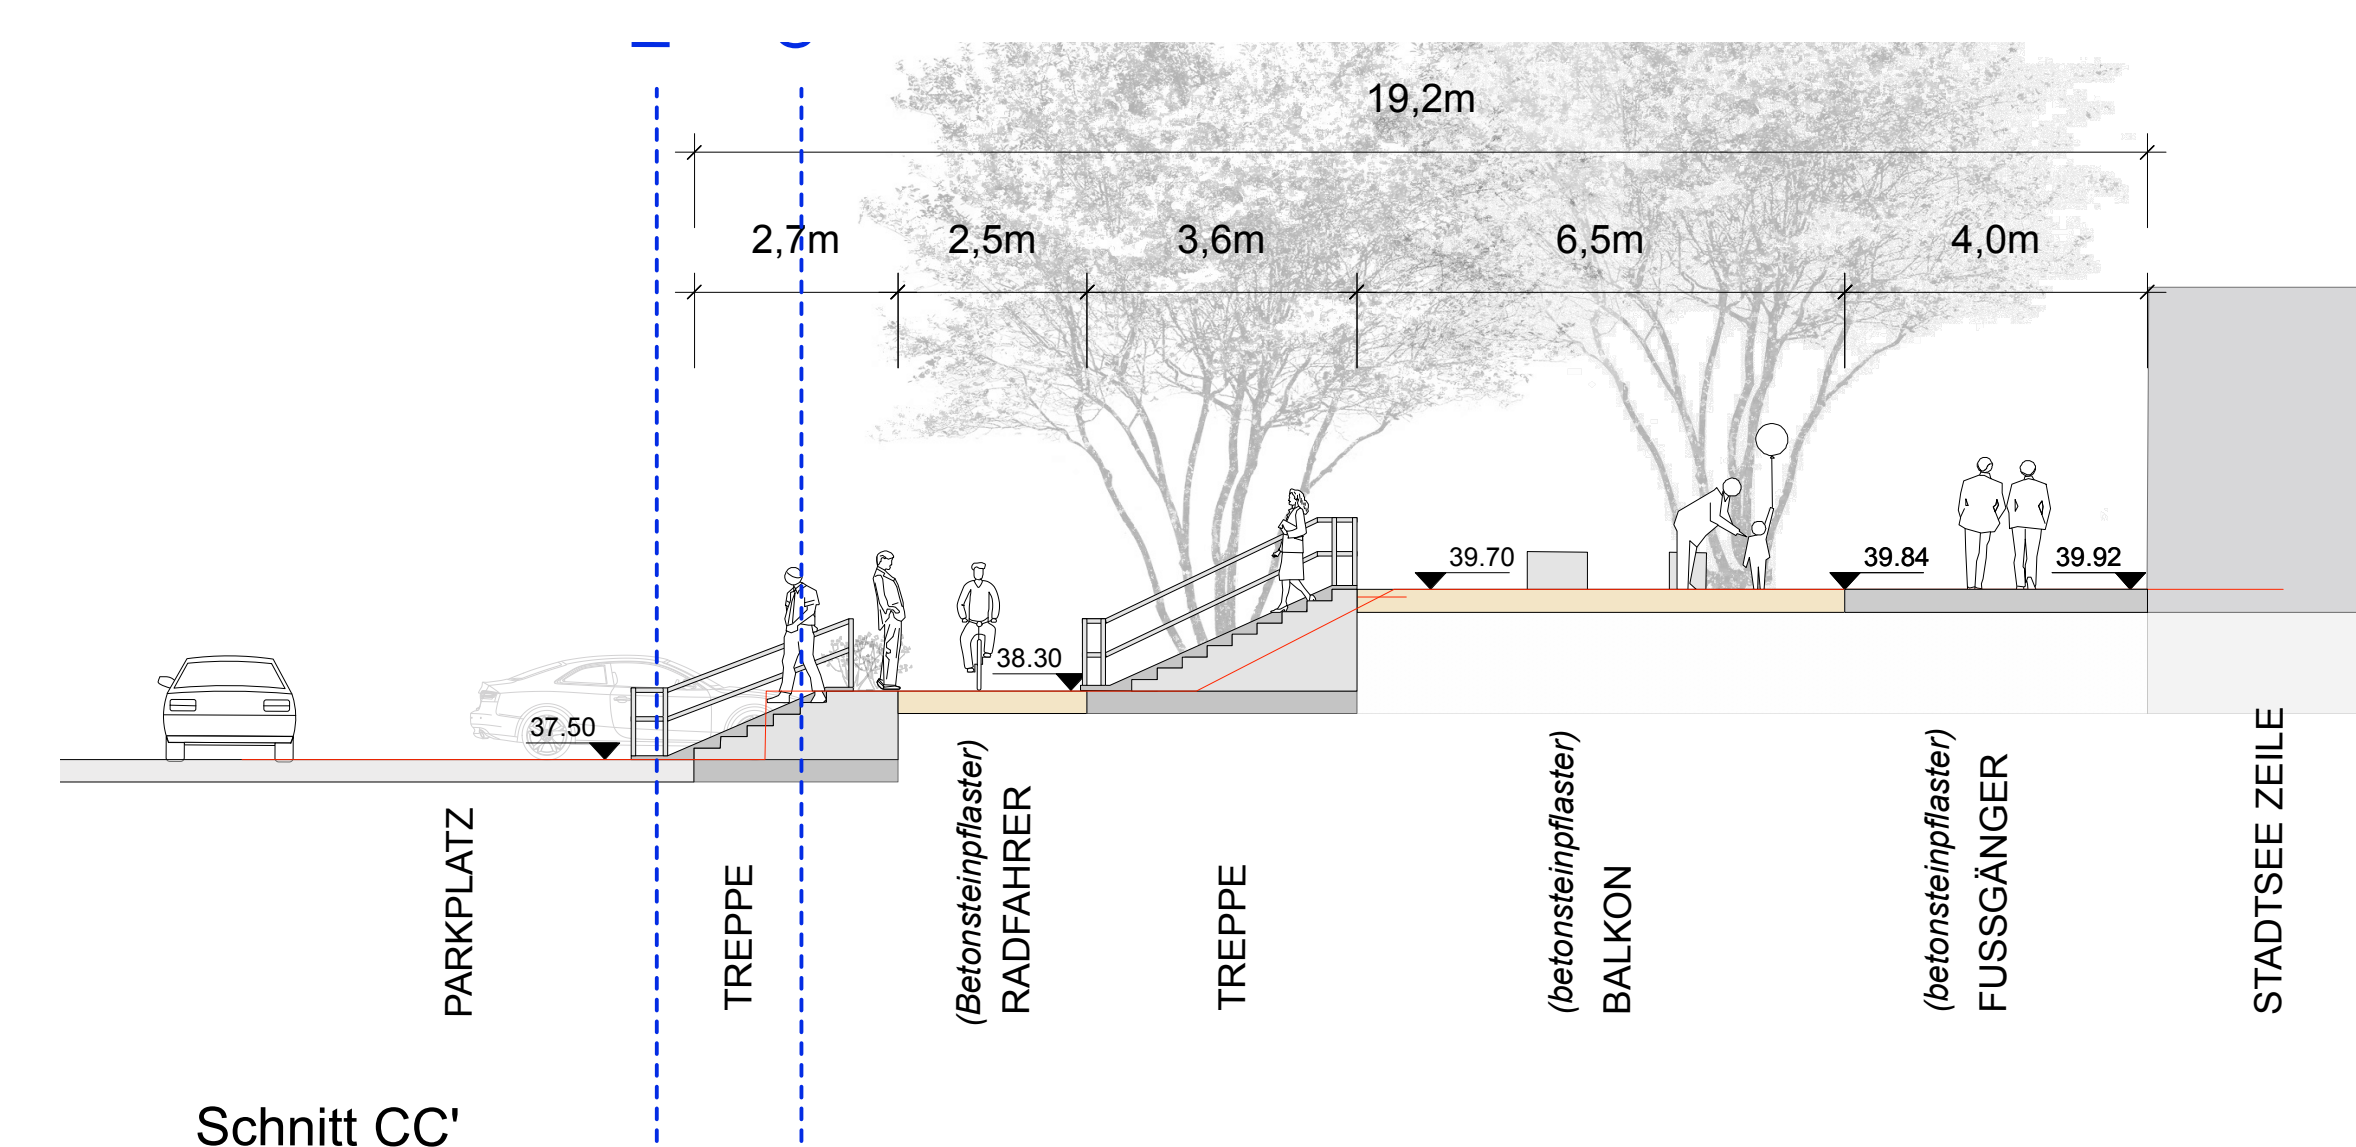 19,2m
2,7m 2,5m 3,6m 6,5m 4,0m
39.70 39.84 39.92
38.30
37.50
PARKPLATZ
TREPPE
(Betonsteinpflaster)
RADFAHRER
TREPPE
(betonsteinpflaster)
BALKON
(betonsteinpflaster)
FUSSGÄNGER
STADTSEE ZEILE
Schnitt CC'